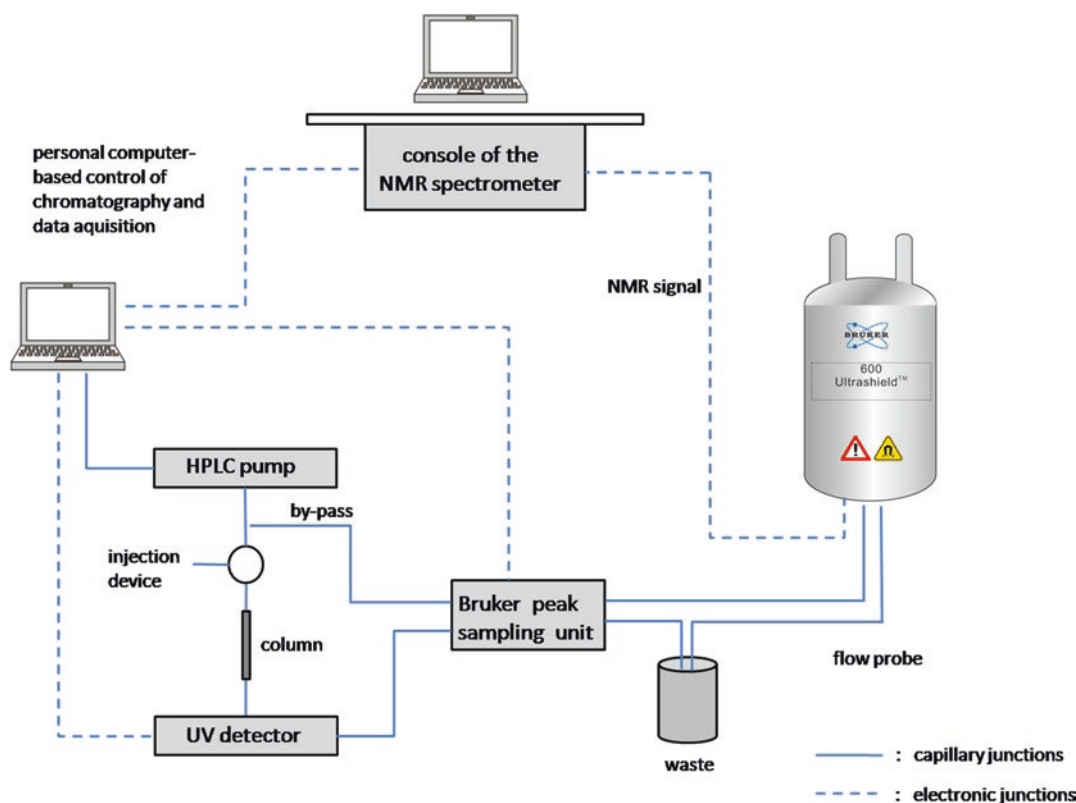 console of the
NMR spectrometer
personal computer-
based control of
chromatography and
data aquisition
NMR signal
BRUKER
600
Ultrashield™
HPLC pump
by-pass
injection
device
Bruker peak
sampling unit
column
flow probe
UV detector
waste
: capillary junctions
: electronic junctions